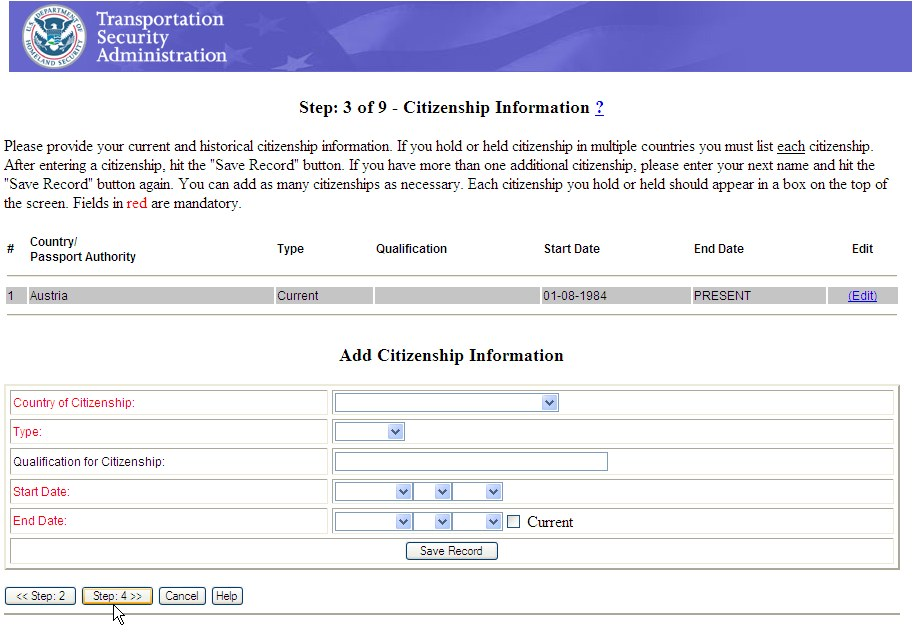 U.S. DEPARTMENT OF HOMELAND SECURITY
Transportation
Security
Administration
Step: 3 of 9 - Citizenship Information ?
Please provide your current and historical citizenship information. If you hold or held citizenship in multiple countries you must list each citizenship.
After entering a citizenship, hit the "Save Record" button. If you have more than one additional citizenship, please enter your next name and hit the
"Save Record" button again. You can add as many citizenships as necessary. Each citizenship you hold or held should appear in a box on the top of
the screen. Fields in red are mandatory.
# Country/ Type Qualification Start Date End Date Edit
Passport Authority
1 Austria Current 01-08-1984 PRESENT (Edit)
Add Citizenship Information
Country of Citizenship:
Type:
Qualification for Citizenship:
Start Date:
End Date: Current
Save Record
<< Step: 2 Step: 4 >> Cancel Help